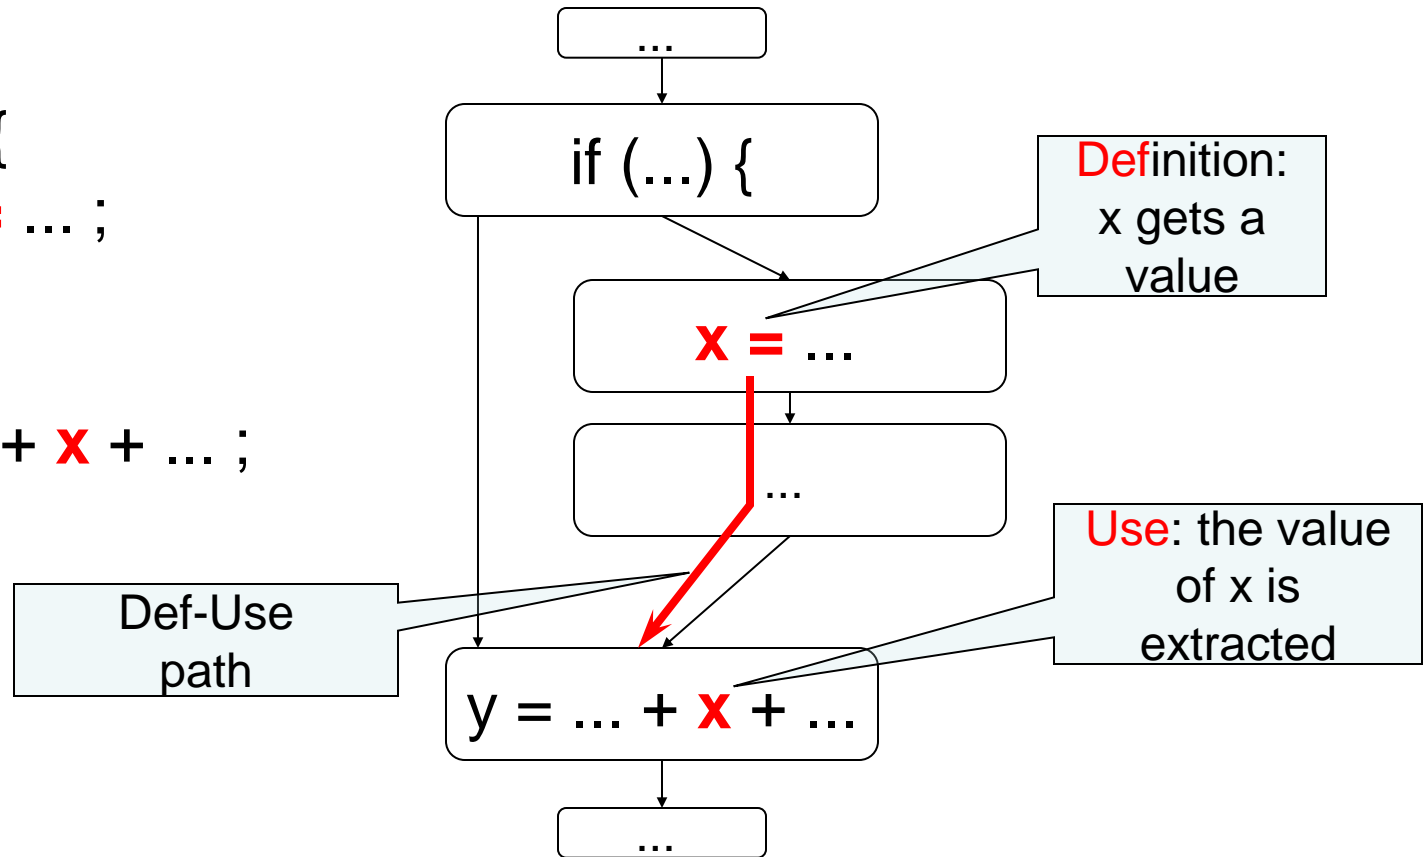 ...
{
if (...) {
Definition:
x gets a
value
= ... ;
x = ...
+ x + ... ;
...
Use: the value
of x is
extracted
Def-Use
path
y = ... + x + ...
...